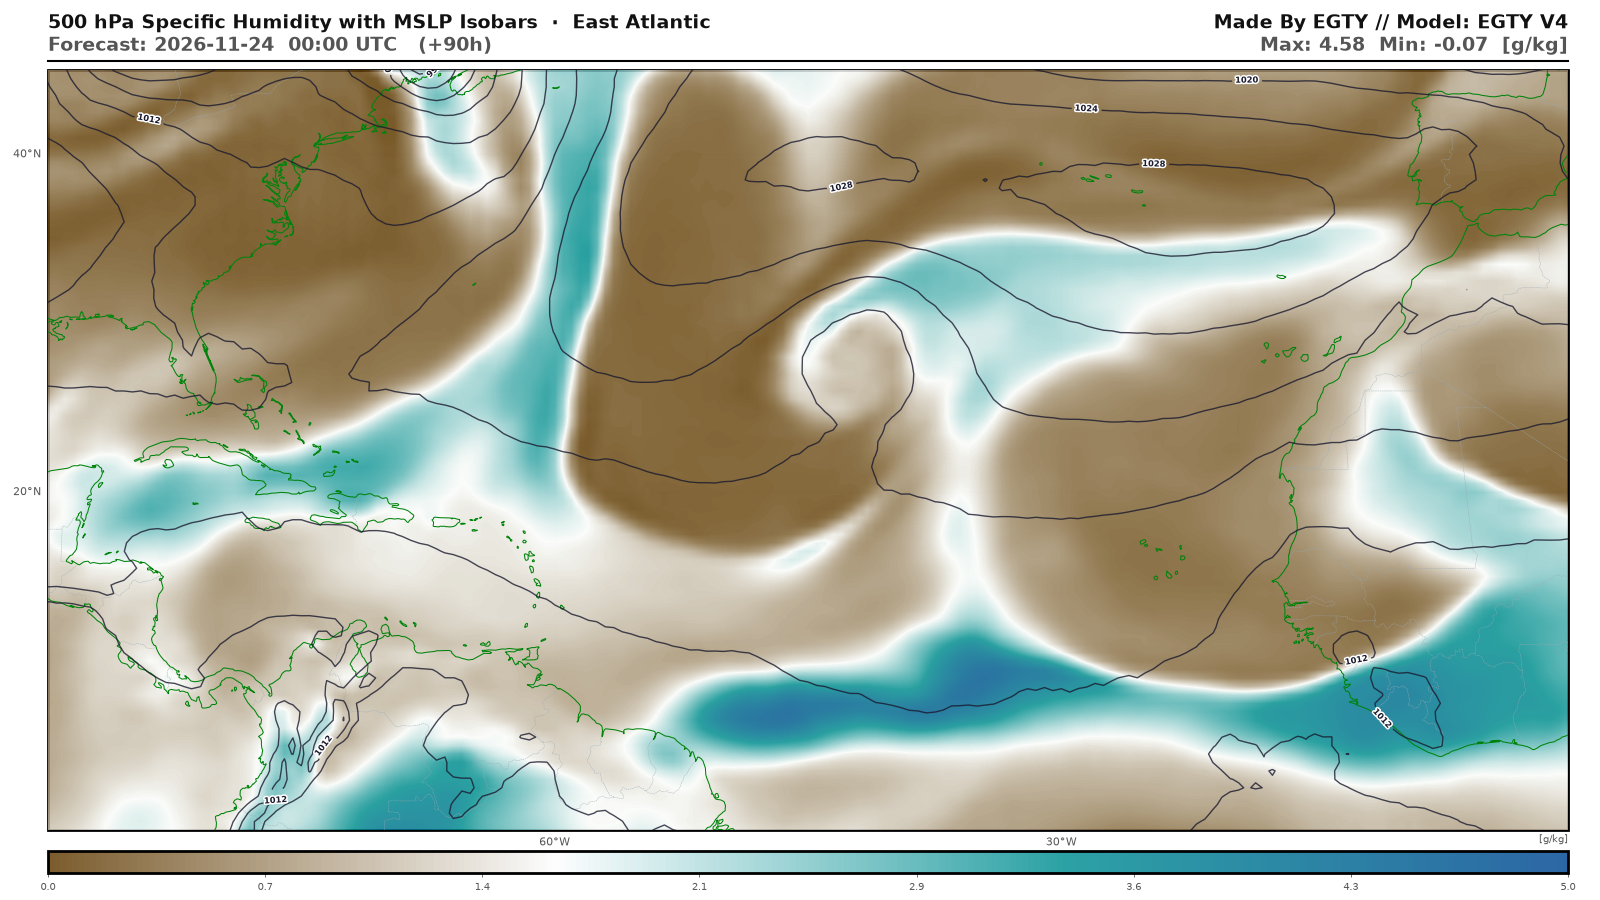 500 hPa Specific Humidity with MSLP Isobars · East Atlantic
Made By EGTY // Model: EGTY V4
Forecast: 2026-11-24 00:00 UTC (+90h)
Max: 4.58 Min: -0.07 [g/kg]
1020
1024
1012
40°N
1028
1028
20°N
1012
1012
1012
1012
60°W
30°W
[g/kg]
0.0
0.7
1.4
2.1
2.9
3.6
4.3
5.0